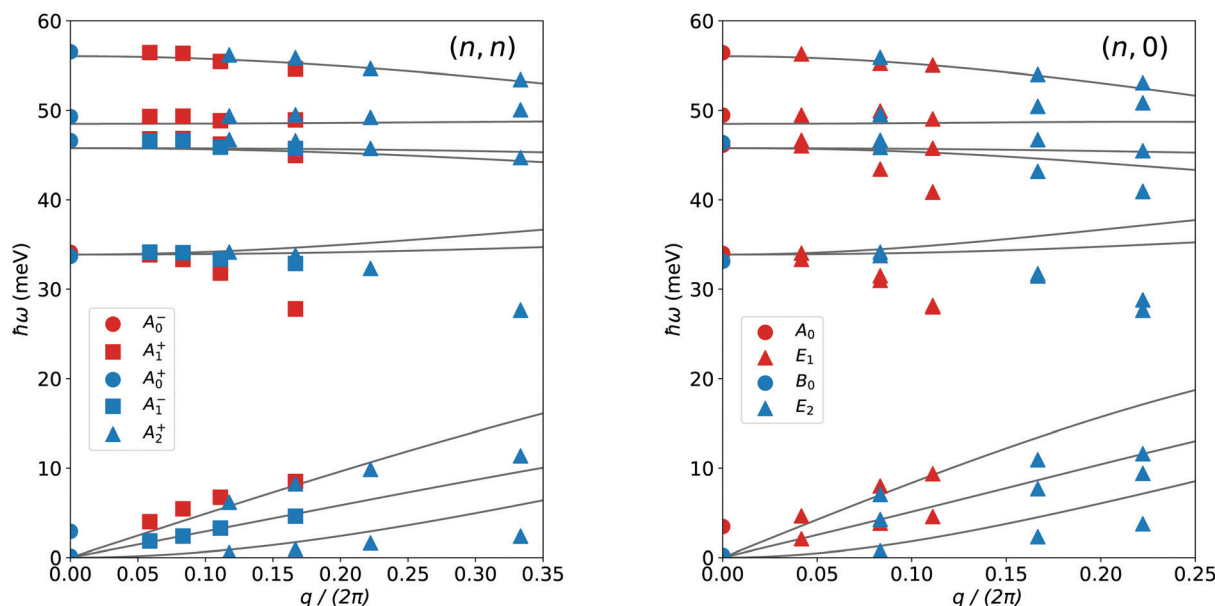 60
50
40
30
20
10
0
ħω (meV)
(n, n)
A₀⁻
A₁⁺
A₀⁺
A₁⁻
A₂⁺
0.00 0.05 0.10 0.15 0.20 0.25 0.30 0.35
q / (2π)
60
50
40
30
20
10
0
ħω (meV)
(n, 0)
A₀
E₁
B₀
E₂
0.00 0.05 0.10 0.15 0.20 0.25
q / (2π)